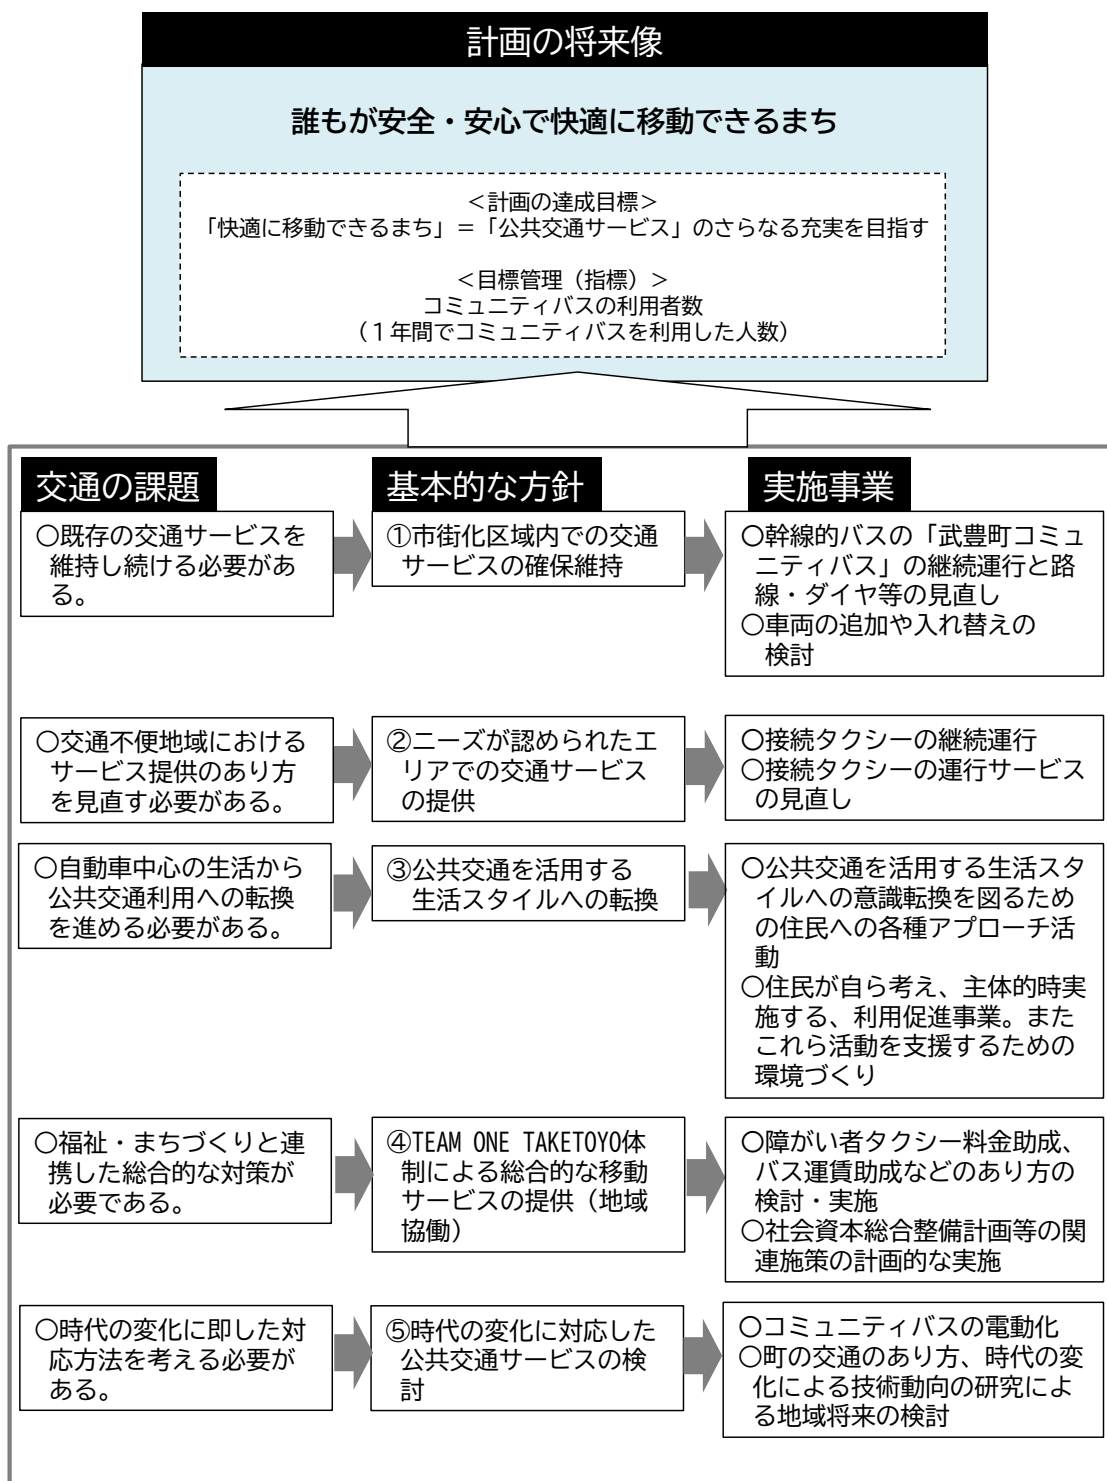 計画の将来像
誰もが安全・安心で快適に移動できるまち
＜計画の達成目標＞
「快適に移動できるまち」＝「公共交通サービス」のさらなる充実を目指す
＜目標管理（指標）＞
コミュニティバスの利用者数
（１年間でコミュニティバスを利用した人数）
交通の課題
基本的な方針
実施事業
○既存の交通サービスを
維持し続ける必要があ
る。
①市街化区域内での交通
サービスの確保維持
○幹線的バスの「武豊町コミュ
ニティバス」の継続運行と路
線・ダイヤ等の見直し
○車両の追加や入れ替えの
検討
○交通不便地域における
サービス提供のあり方
を見直す必要がある。
②ニーズが認められたエ
リアでの交通サービス
の提供
○接続タクシーの継続運行
○接続タクシーの運行サービス
の見直し
○自動車中心の生活から
公共交通利用への転換
を進める必要がある。
③公共交通を活用する
生活スタイルへの転換
○公共交通を活用する生活スタ
イルへの意識転換を図るため
の住民への各種アプローチ活
動
○住民が自ら考え、主体的時実
施する、利用促進事業。また
これら活動を支援するための
環境づくり
○福祉・まちづくりと連
携した総合的な対策が
必要である。
④TEAM ONE TAKETOYO体
制による総合的な移動
サービスの提供（地域
協働）
○障がい者タクシー料金助成、
バス運賃助成などのあり方の
検討・実施
○社会資本総合整備計画等の関
連施策の計画的な実施
○時代の変化に即した対
応方法を考える必要が
ある。
⑤時代の変化に対応した
公共交通サービスの検
討
○コミュニティバスの電動化
○町の交通のあり方、時代の変
化による技術動向の研究によ
る地域将来の検討